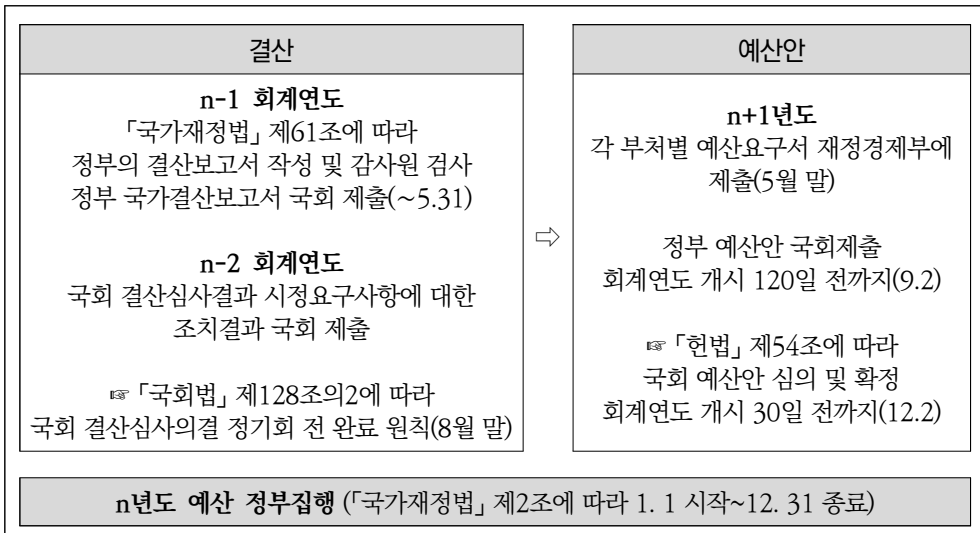 결산
n-1 회계연도
「국가재정법」 제61조에 따라
정부의 결산보고서 작성 및 감사원 검사
정부 국가결산보고서 국회 제출(~5.31)
n-2 회계연도
국회 결산심사결과 시정요구사항에 대한
조치결과 국회 제출
☞「국회법」 제128조의2에 따라
국회 결산심사의결 정기회 전 완료 원칙(8월 말)
⇨
예산안
n+1년도
각 부처별 예산요구서 재정경제부에
제출(5월 말)
정부 예산안 국회제출
회계연도 개시 120일 전까지(9.2)
☞「헌법」 제54조에 따라
국회 예산안 심의 및 확정
회계연도 개시 30일 전까지(12.2)
n년도 예산 정부집행 (「국가재정법」 제2조에 따라 1. 1 시작~12. 31 종료)